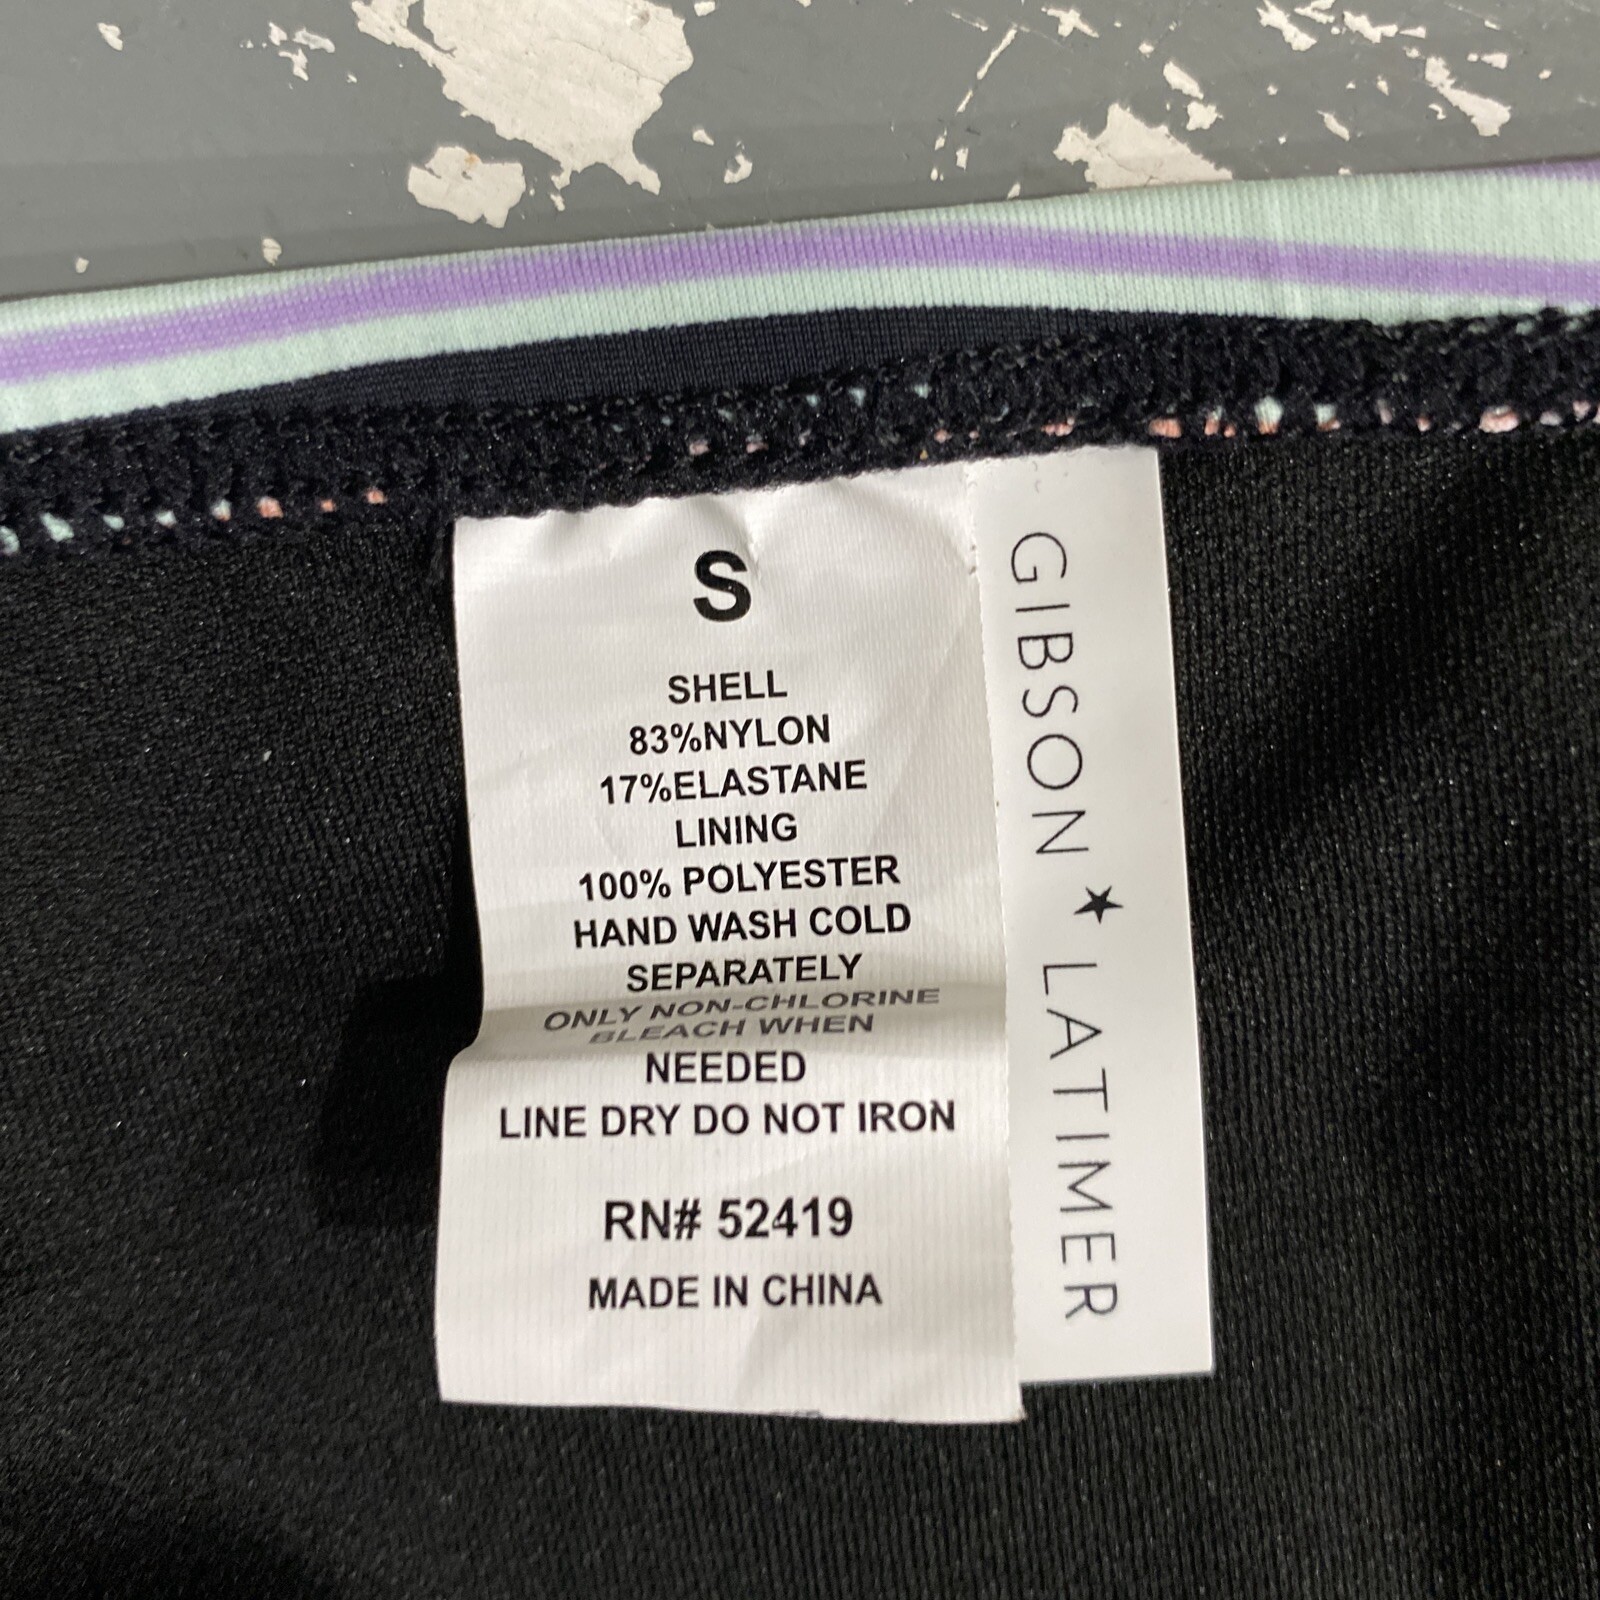 S
SHELL
83%NYLON
17%ELASTANE
LINING
100% POLYESTER
HAND WASH COLD
SEPARATELY
ONLY NON-CHLORINE
BLEACH WHEN
NEEDED
LINE DRY DO NOT IRON
RN# 52419
MADE IN CHINA
GIBSON ★ LATIMER